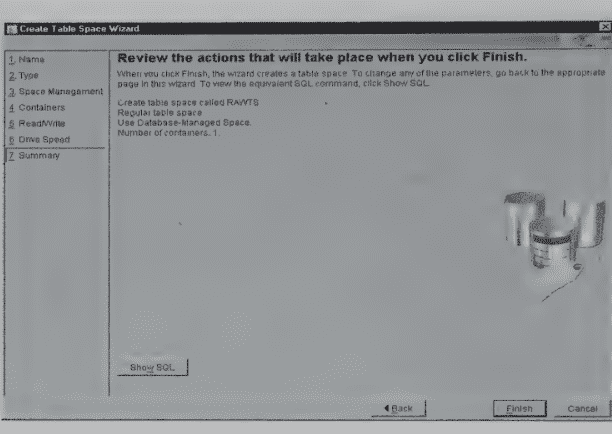 Create Table Space Wizard
1. Name
2. Type
3. Space Management
4. Containers
5. Read/Write
6. Drive Speed
7. Summary
Review the actions that will take place when you click Finish.
When you click Finish, the wizard creates a table space. To change any of the parameters, go back to the appropriate
page in this wizard. To view the equivalent SQL command, click Show SQL.
Create table space called RAWTS
Regular table space
Use Database-Managed Space.
Number of containers, 1.
Show SQL
Back
Finish
Cancel